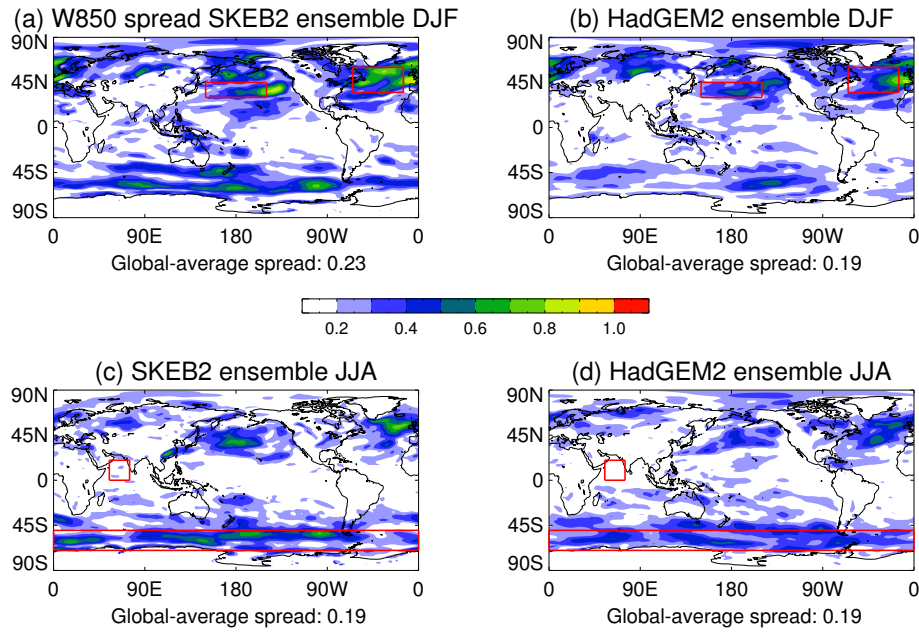 (a) W850 spread SKEB2 ensemble DJF
90N
45N
0
45S
90S
0 90E 180 90W 0
Global-average spread: 0.23
(b) HadGEM2 ensemble DJF
90N
45N
0
45S
90S
0 90E 180 90W 0
Global-average spread: 0.19
0.2 0.4 0.6 0.8 1.0
(c) SKEB2 ensemble JJA
90N
45N
0
45S
90S
0 90E 180 90W 0
Global-average spread: 0.19
(d) HadGEM2 ensemble JJA
90N
45N
0
45S
90S
0 90E 180 90W 0
Global-average spread: 0.19